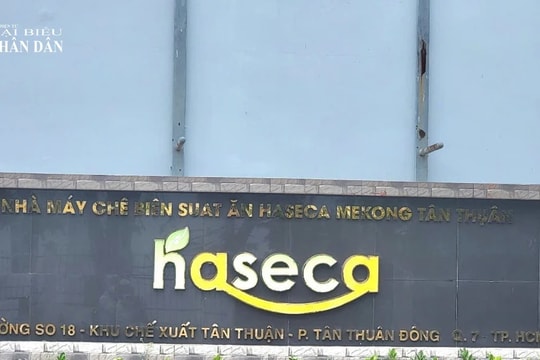 ĐẠI BIỂU
NHÂN DÂN
NHÀ MÁY CHẾ BIẾN SUẤT ĂN HASECA MEKONG TÂN THUẬN
haseca
ĐƯỜNG SO 18 - KHU CHẾ XUẤT TÂN THUẬN - P. TÂN THUẬN ĐÔNG Q. 7 TP. HCM